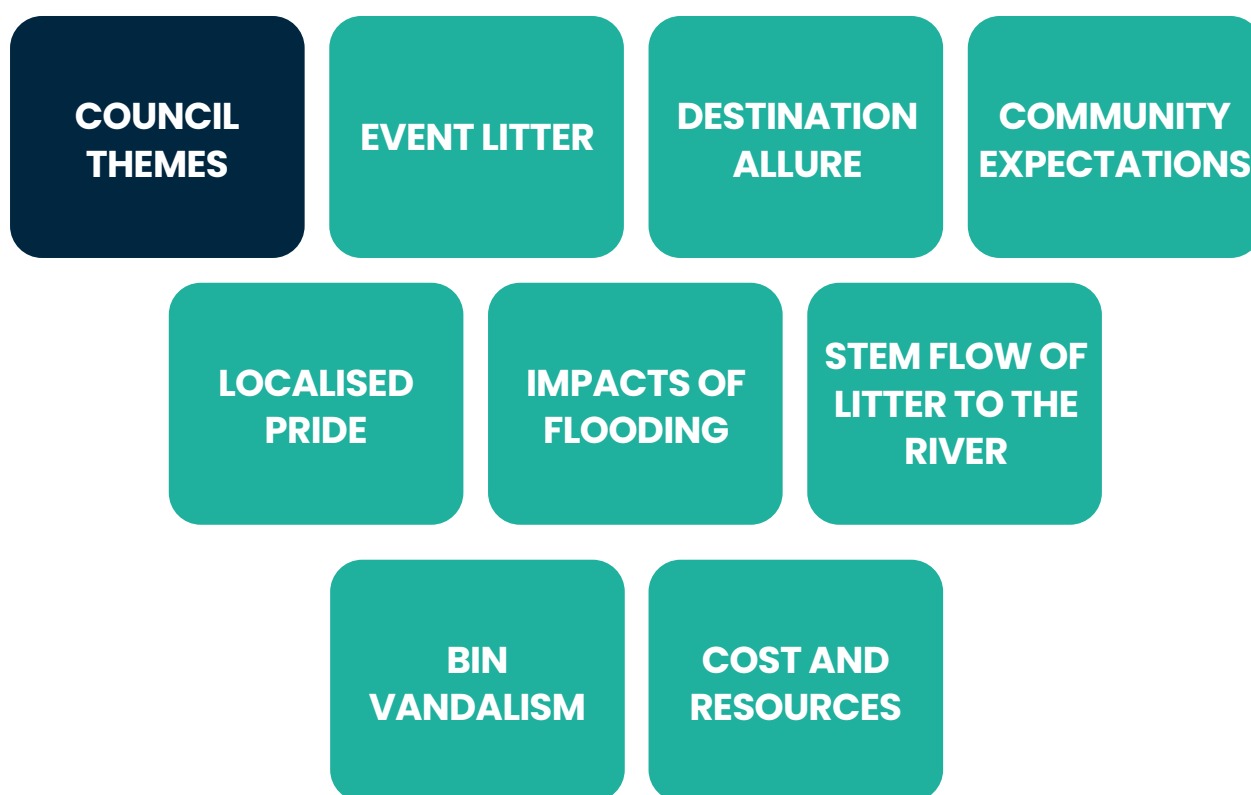 COUNCIL
THEMES
EVENT LITTER
DESTINATION
ALLURE
COMMUNITY
EXPECTATIONS
LOCALISED
PRIDE
IMPACTS OF
FLOODING
STEM FLOW OF
LITTER TO THE
RIVER
BIN
VANDALISM
COST AND
RESOURCES